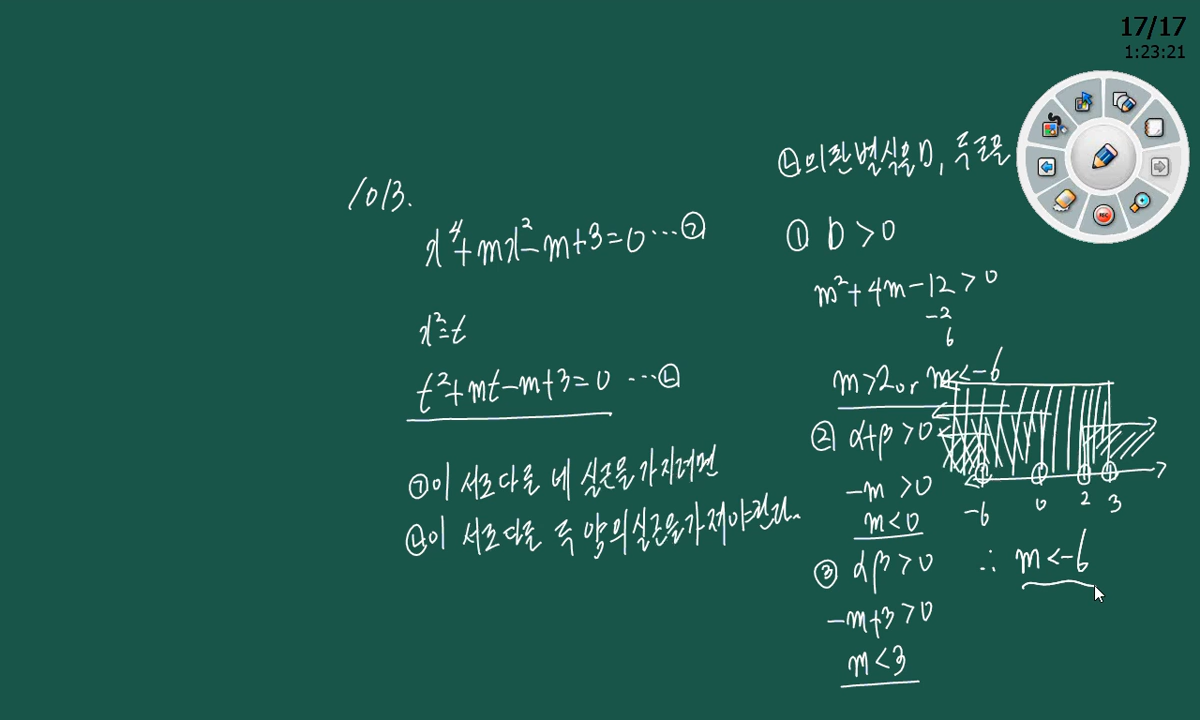 17/17
1:23:21
1013.
x⁴+mx²-m+3=0 ... ㉠
x²=t
t²+mt-m+3=0 ... ㉡
㉠이 서로다른 네 실근을 가지려면
㉡이 서로다른 두 양의실근을가져야한다.
㉡의판별식을D, 두근을
① D>0
m²+4m-12>0
-2
6
m>2 or m<-6
② α+β>0
-m>0
m<0
③ αβ>0
-m+3>0
m<3
-6 0 2 3
∴ m<-6
REC